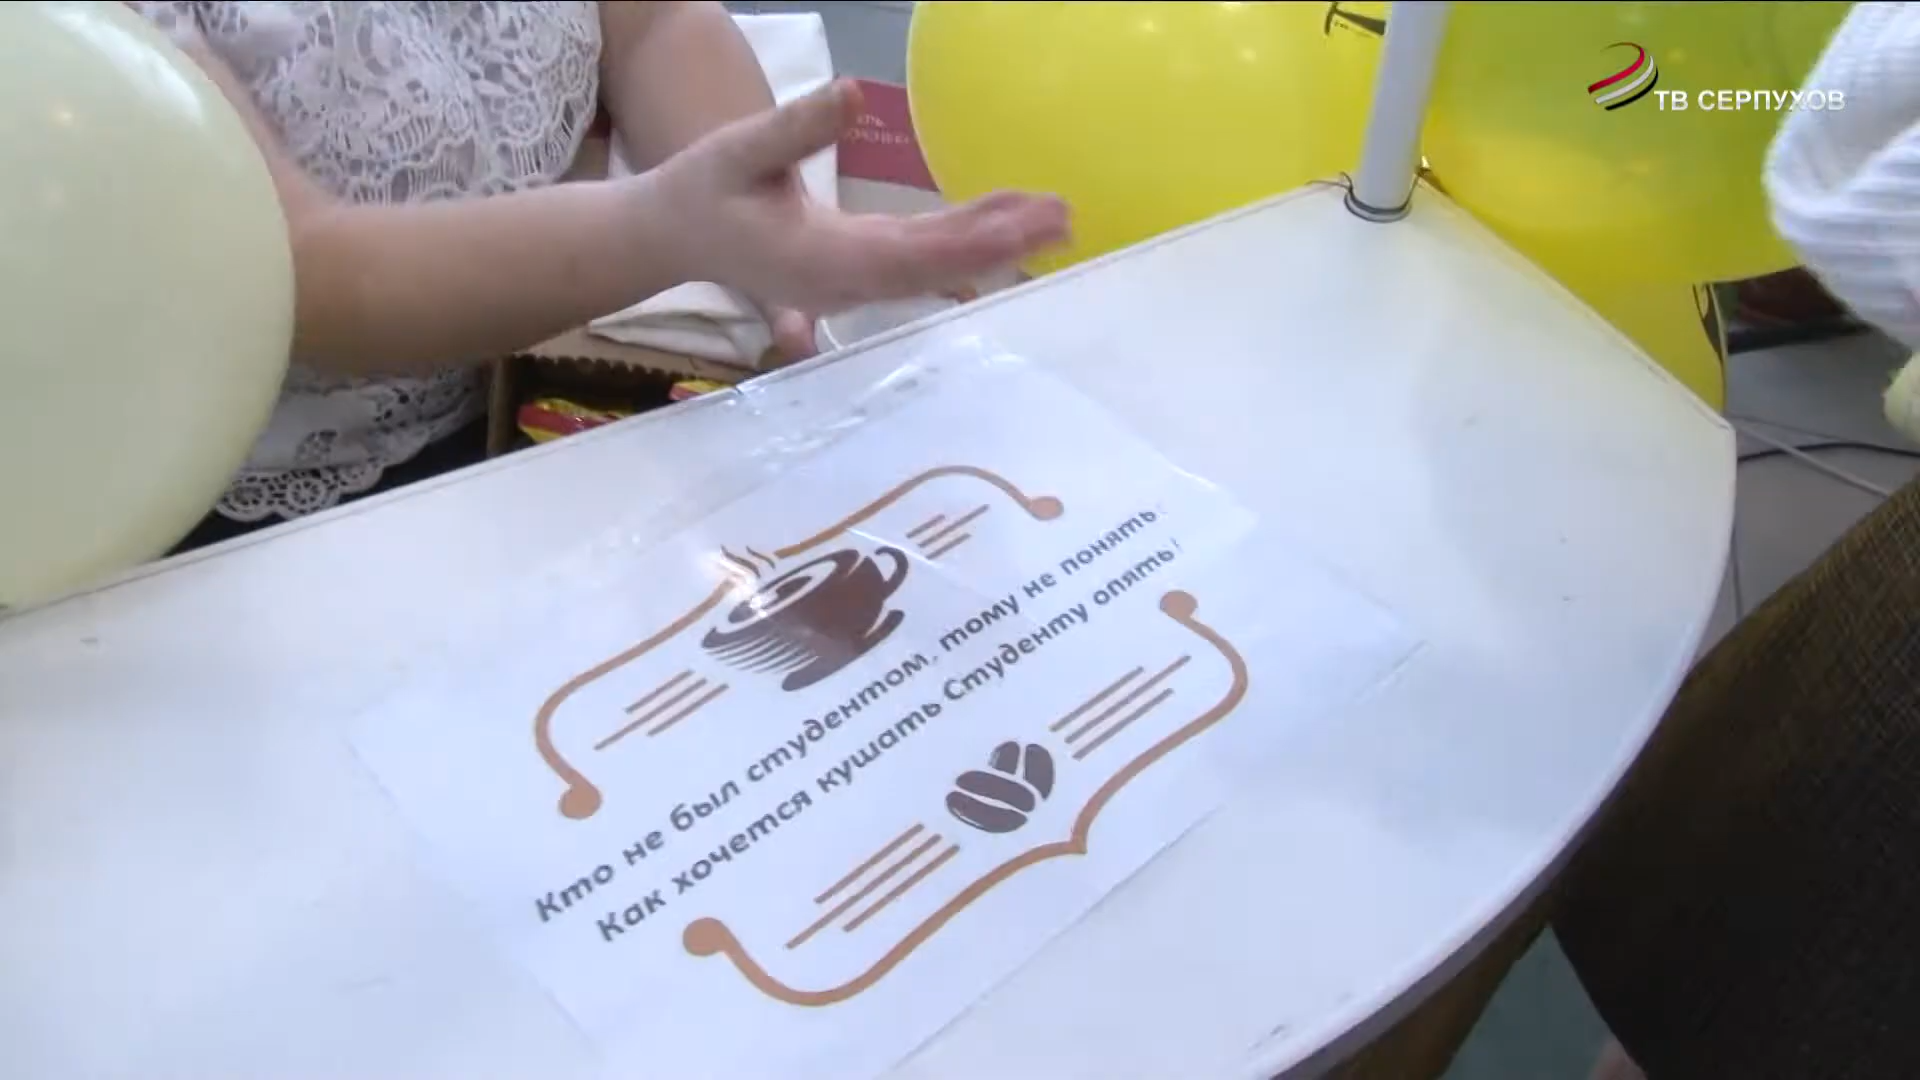 ТВ СЕРПУХОВ
Кто не был студентом, тому не понять,
Как хочется кушать Студенту опять!